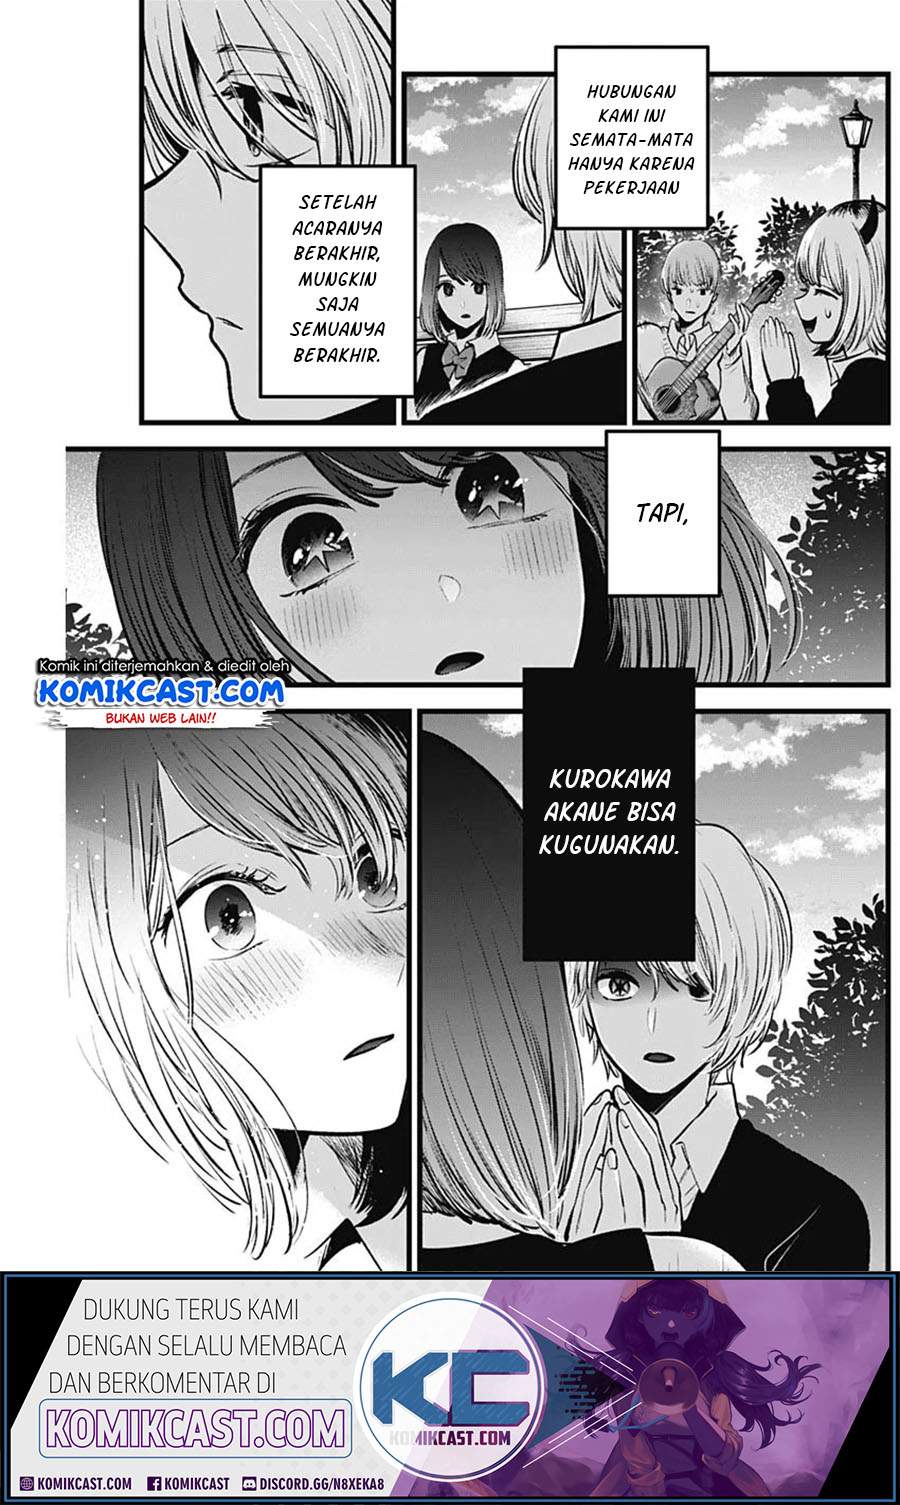 HUBUNGAN
KAMI INI
SEMATA-MATA
HANYA KARENA
PEKERJAAN
SETELAH
ACARANYA
BERAKHIR,
MUNGKIN
SAJA
SEMUANYA
BERAKHIR.
TAPI,
Komik ini diterjemahkan & diedit oleh
KOMIKCAST.COM
BUKAN WEB LAIN!!
KUROKAWA
AKANE BISA
KUGUNAKAN.
DUKUNG TERUS KAMI
DENGAN SELALU MEMBACA
DAN BERKOMENTAR DI
KOMIKCAST.COM
KC
KOMIKCAST.COM
KOMIKCAST.COM
KOMIKCAST
DISCORD.GG/N8XEKA8